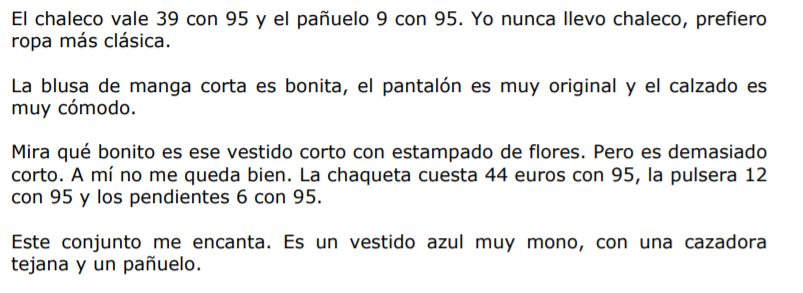 El chaleco vale 39 con 95 y el pañuelo 9 con 95. Yo nunca llevo chaleco, prefiero
ropa más clásica.
La blusa de manga corta es bonita, el pantalón es muy original y el calzado es
muy cómodo.
Mira qué bonito es ese vestido corto con estampado de flores. Pero es demasiado
corto. A mí no me queda bien. La chaqueta cuesta 44 euros con 95, la pulsera 12
con 95 y los pendientes 6 con 95.
Este conjunto me encanta. Es un vestido azul muy mono, con una cazadora
tejana y un pañuelo.